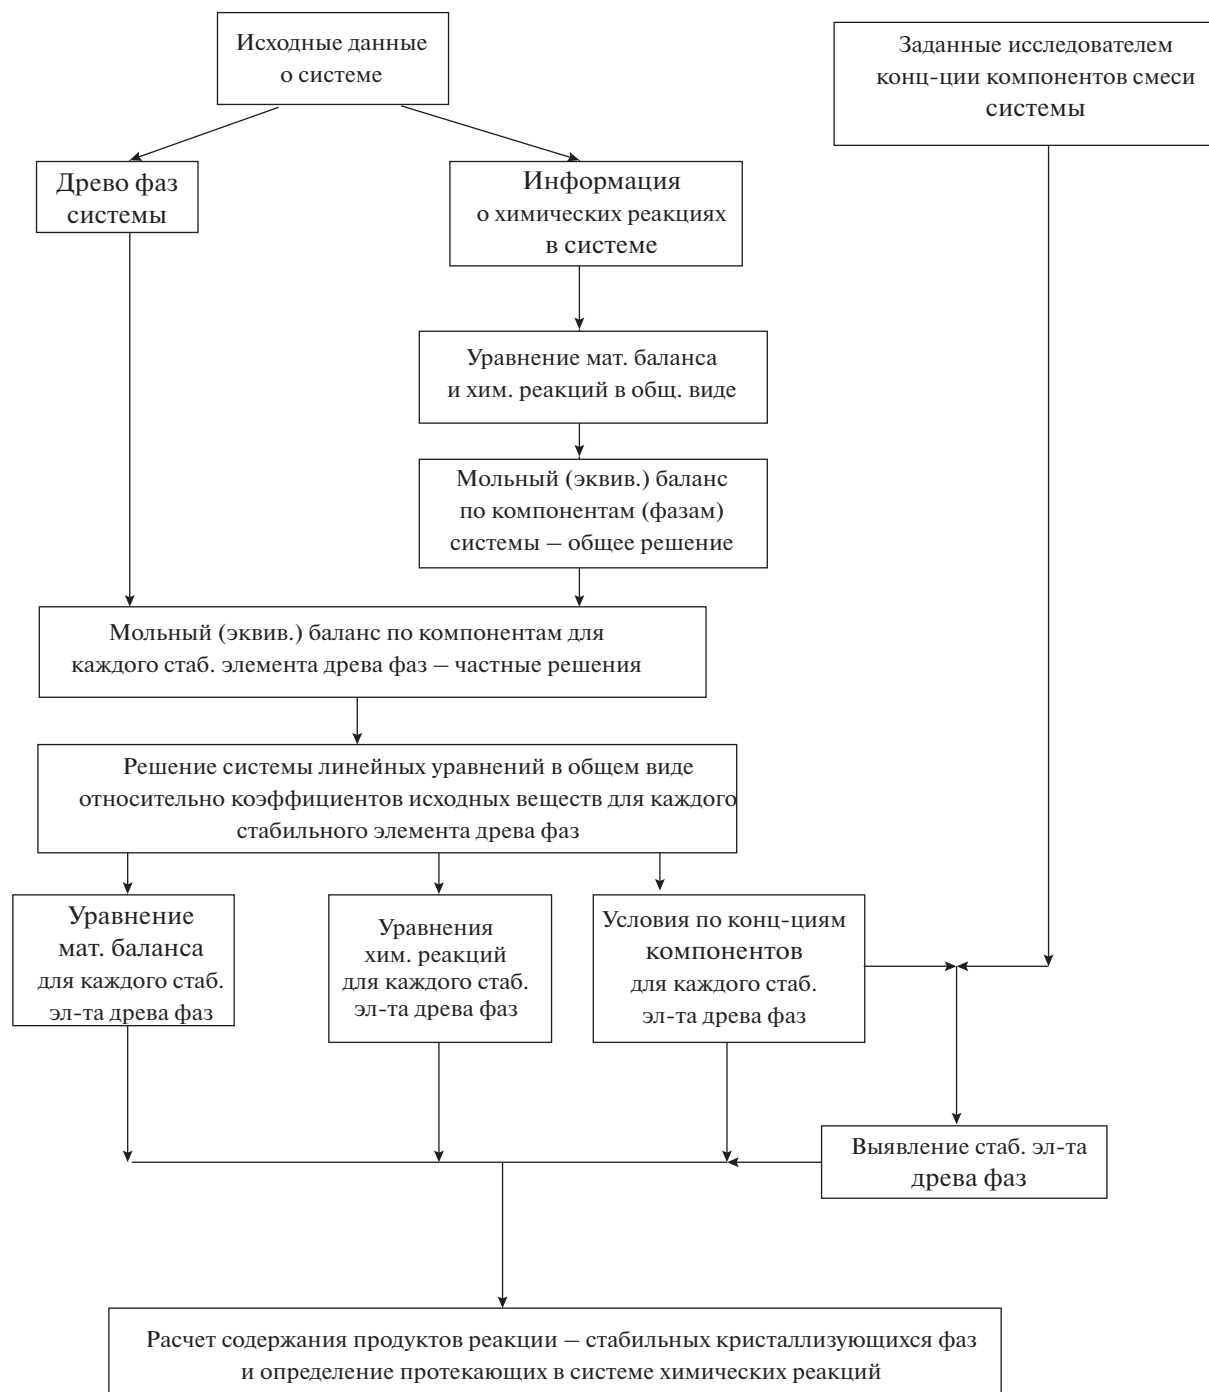 Исходные данные
о системе
Заданные исследователем
конц-ции компонентов смеси
системы
Древо фаз
системы
Информация
о химических реакциях
в системе
Уравнение мат. баланса
и хим. реакций в общ. виде
Мольный (эквив.) баланс
по компонентам (фазам)
системы – общее решение
Мольный (эквив.) баланс по компонентам для
каждого стаб. элемента древа фаз – частные решения
Решение системы линейных уравнений в общем виде
относительно коэффициентов исходных веществ для каждого
стабильного элемента древа фаз
Уравнение
мат. баланса
для каждого стаб.
эл-та древа фаз
Уравнения
хим. реакций
для каждого стаб.
эл-та древа фаз
Условия по конц-циям
компонентов
для каждого стаб.
эл-та древа фаз
Выявление стаб. эл-та
древа фаз
Расчет содержания продуктов реакции – стабильных кристаллизующихся фаз
и определение протекающих в системе химических реакций